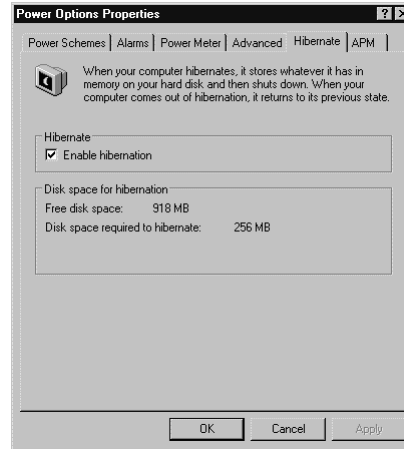 Power Options Properties
Power Schemes Alarms Power Meter Advanced Hibernate APM
When your computer hibernates, it stores whatever it has in
memory on your hard disk and then shuts down. When your
computer comes out of hibernation, it returns to its previous state.
Hibernate
Enable hibernation
Disk space for hibernation
Free disk space: 918 MB
Disk space required to hibernate: 256 MB
OK Cancel Apply